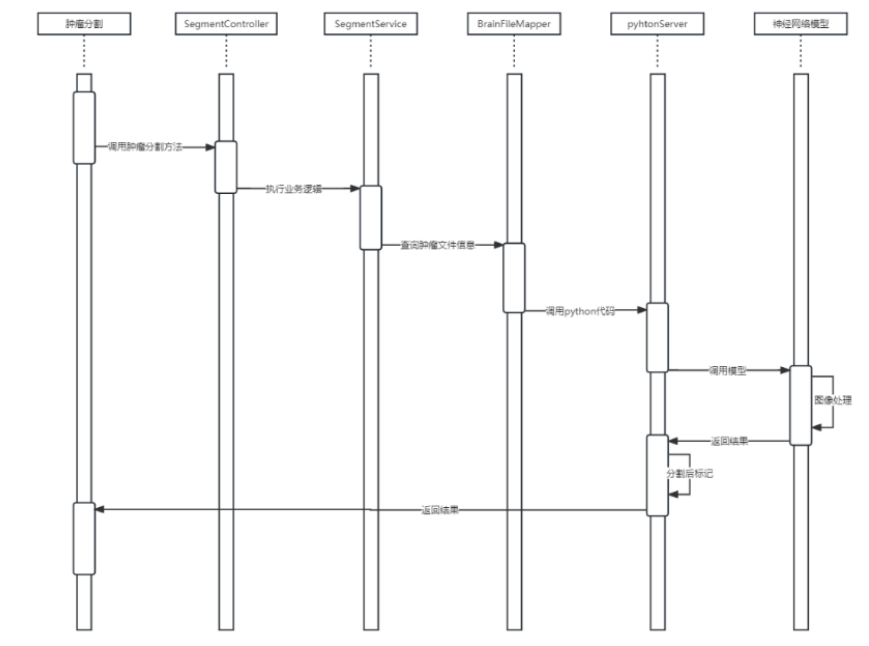 肿瘤分割
SegmentController
SegmentService
BrainFileMapper
pyhtonServer
神经网络模型
调用肿瘤分割方法
执行业务逻辑
查询肿瘤文件信息
调用python代码
调用模型
图像处理
返回结果
分割后标记
返回结果